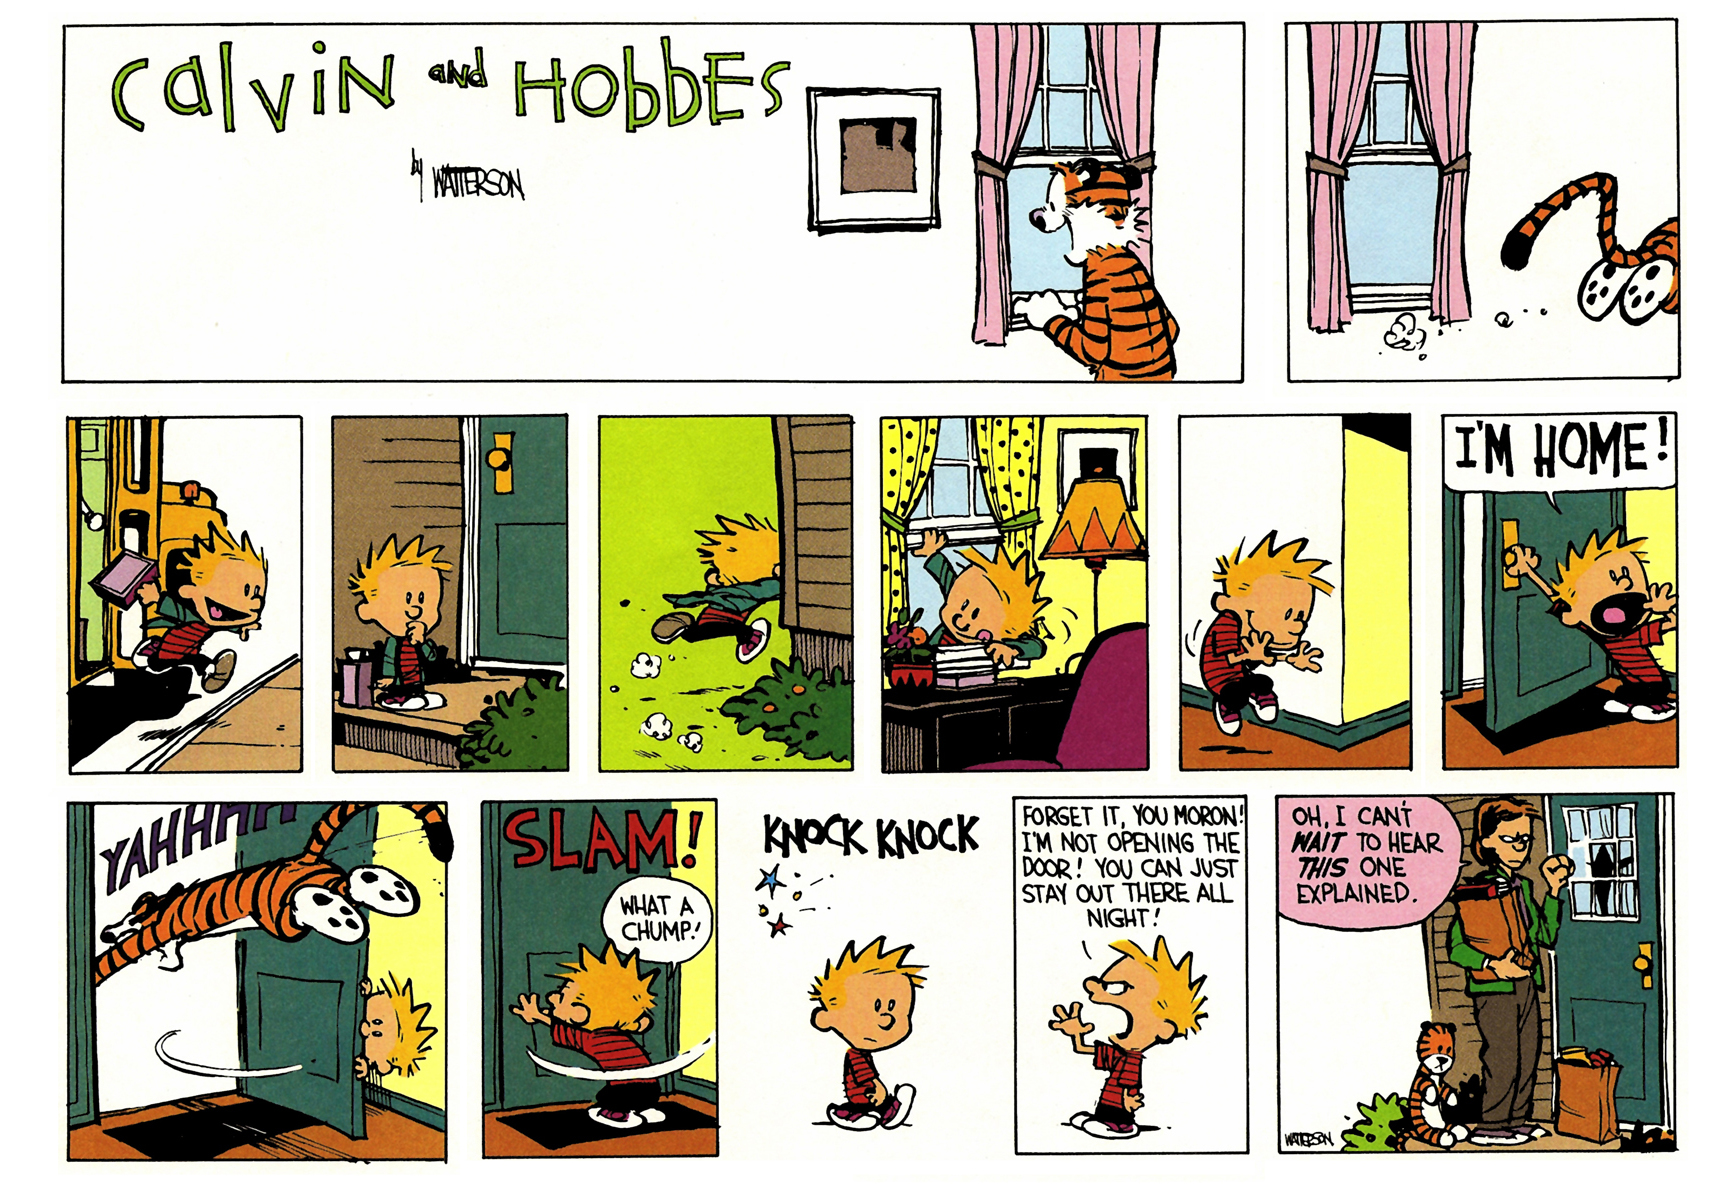 CALVIN and HOBBES
by WATTERSON
I'M HOME!
YAHHHH
SLAM!
WHAT A
CHUMP!
KNOCK KNOCK
FORGET IT, YOU MORON!
I'M NOT OPENING THE
DOOR! YOU CAN JUST
STAY OUT THERE ALL
NIGHT!
OH, I CAN'T
WAIT TO HEAR
THIS ONE
EXPLAINED.
WATTERSON